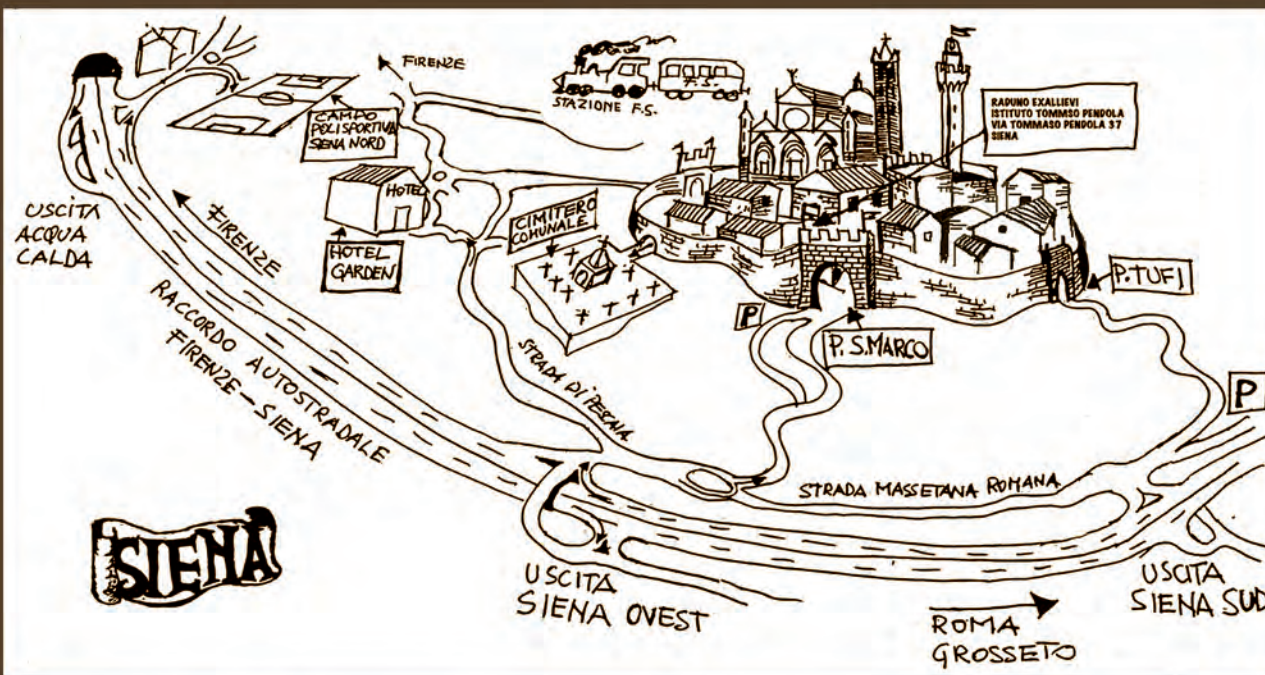 FIRENZE
STAZIONE F.S.
F.S.
RADUNO EXALLIEVI
ISTITUTO TOMMSO PENDOLA
VIA TOMMASO PENDOLA 37
SIENA
CAMPO
POLISPORTIVA
SIENA NORD
HOTEL
HOTEL
GARDEN
CIMITERO
COMUNALE
USCITA
ACQUA
CALDA
FIRENZE
RACCORDO AUTOSTRADALE
FIRENZE-SIENA
P
P. S. MARCO
P. TUFI
P
STRADA DI PESCAIA
STRADA MASSETANA ROMANA
SIENA
USCITA
SIENA OVEST
ROMA
GROSSETO
USCITA
SIENA SUD